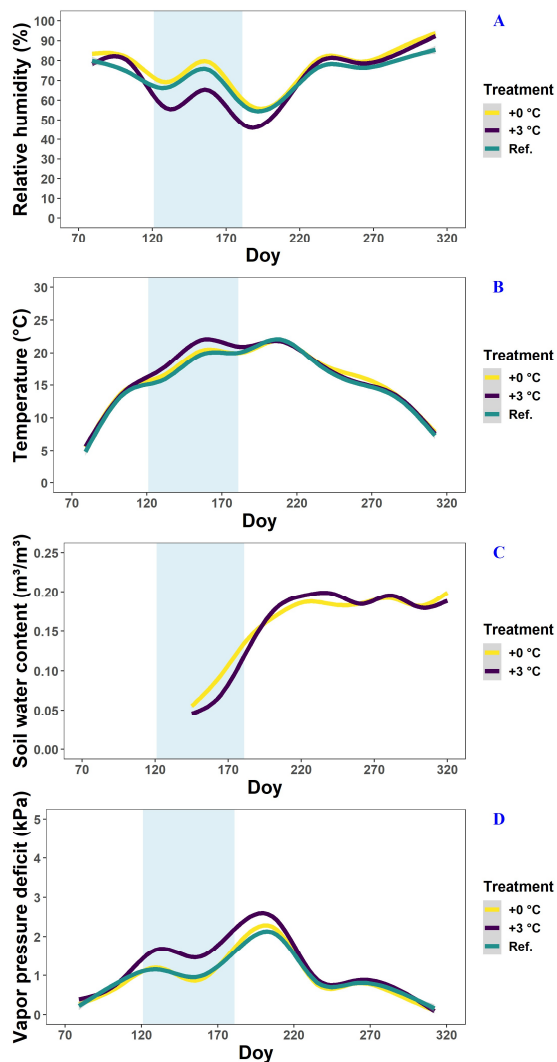 A
Relative humidity (%)
100
90
80
70
60
50
40
30
20
10
0
70 120 170 220 270 320
Doy
Treatment
+0 °C
+3 °C
Ref.
B
Temperature (°C)
30
25
20
15
10
5
0
70 120 170 220 270 320
Doy
Treatment
+0 °C
+3 °C
Ref.
C
Soil water content (m³/m³)
0.25
0.20
0.15
0.10
0.05
0.00
70 120 170 220 270 320
Doy
Treatment
+0 °C
+3 °C
D
Vapor pressure deficit (kPa)
5
4
3
2
1
0
70 120 170 220 270 320
Doy
Treatment
+0 °C
+3 °C
Ref.